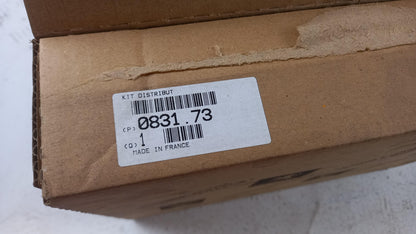 KIT DISTRIBUT
(P) 0831.73
(Q) 1
MADE IN FRANCE